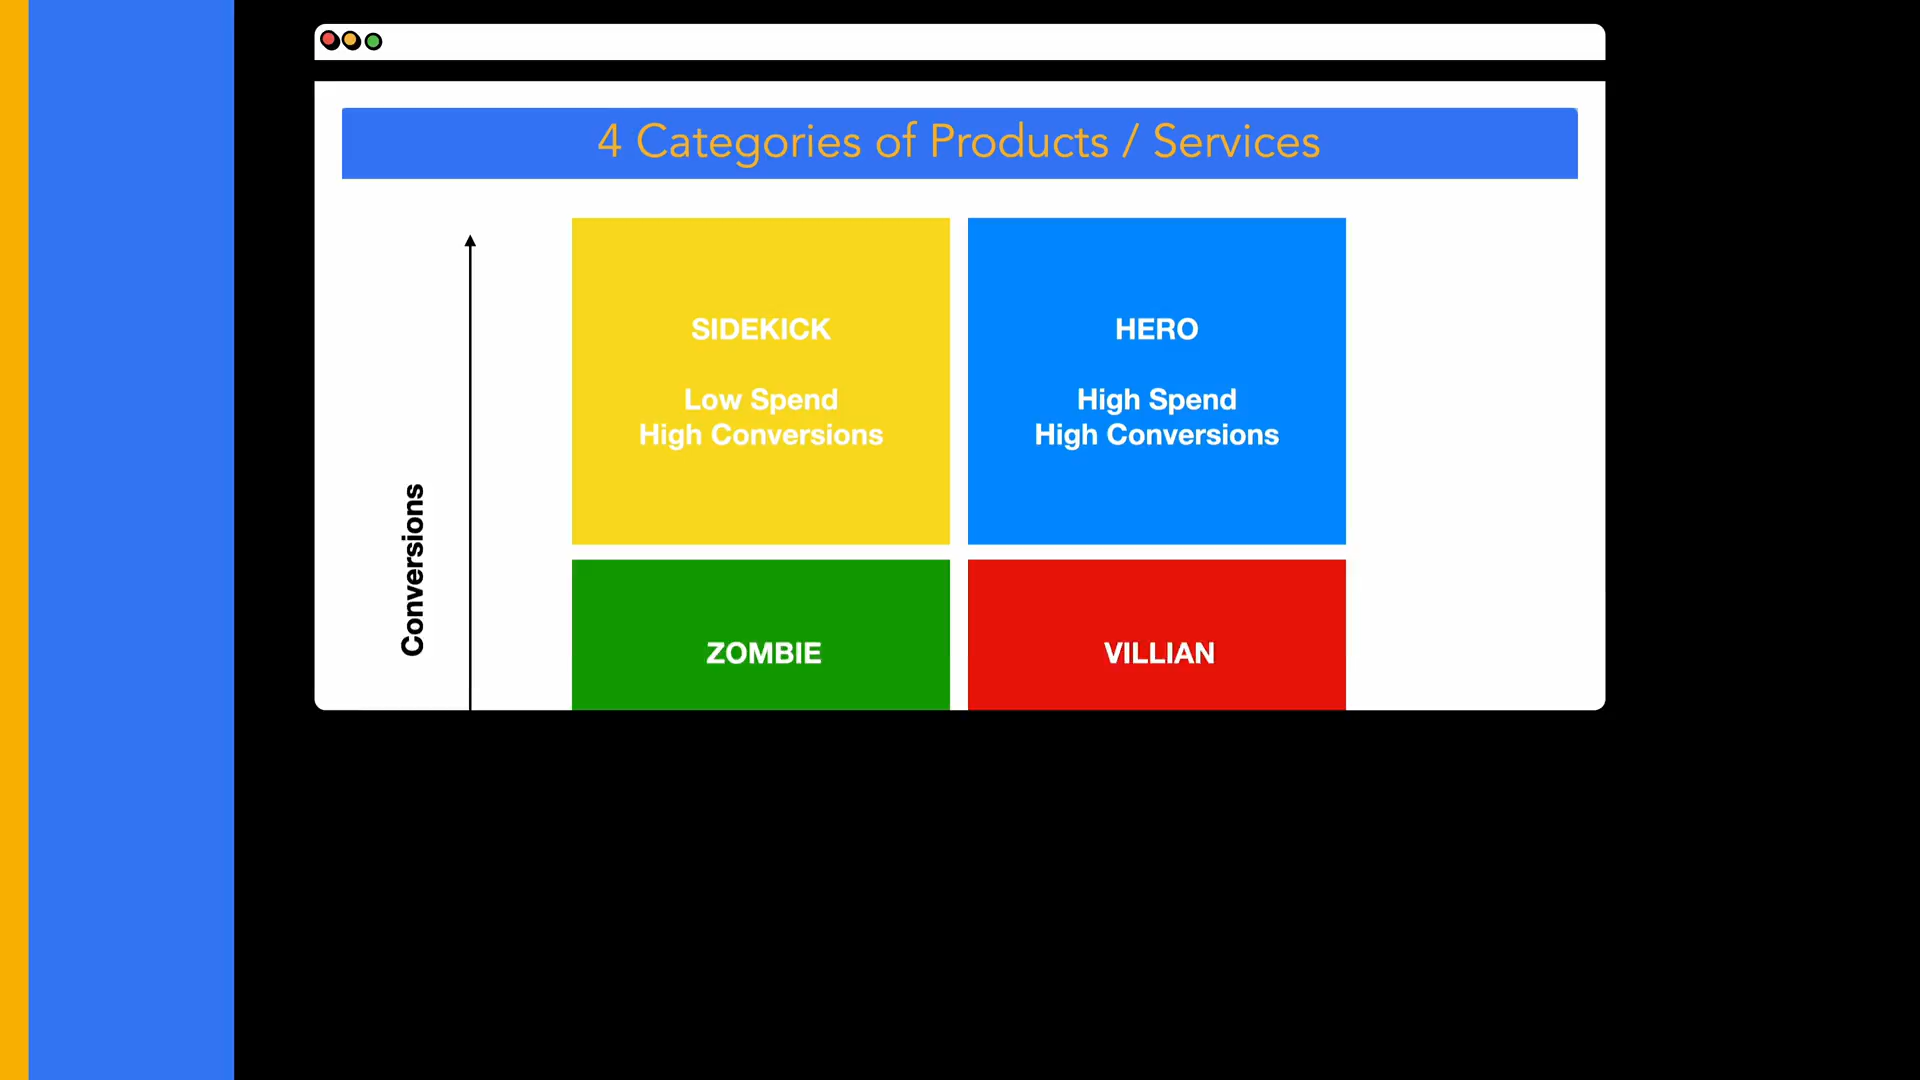 4 Categories of Products / Services
SIDEKICK
Low Spend
High Conversions
HERO
High Spend
High Conversions
Conversions
ZOMBIE
VILLIAN